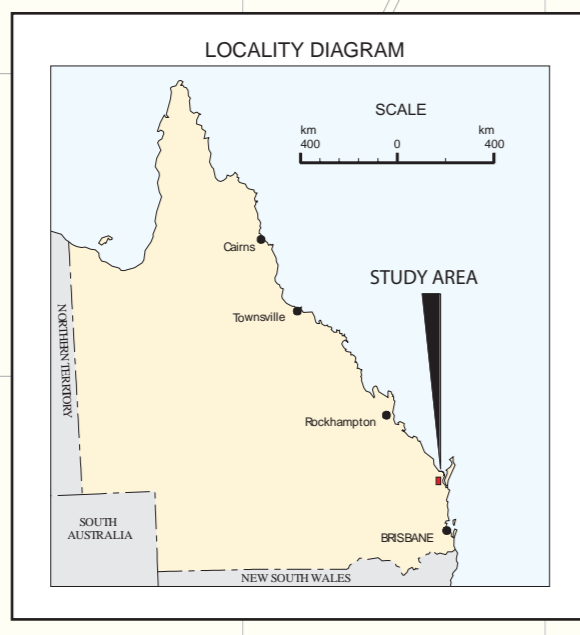 LOCALITY DIAGRAM
SCALE
km km
400 0 400
Cairns
STUDY AREA
Townsville
NORTHERN TERRITORY
Rockhampton
SOUTH
AUSTRALIA
BRISBANE
NEW SOUTH WALES